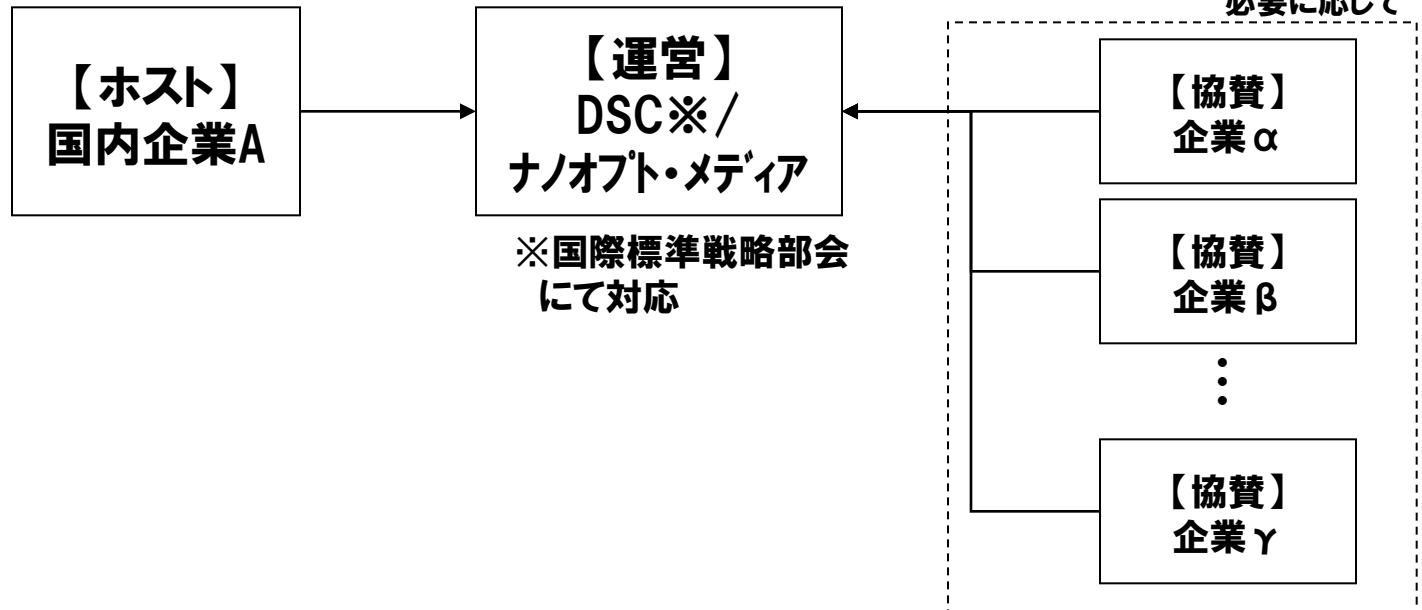 必要に応じて
【ホスト】
国内企業A
【運営】
DSC※/
ナノオプト・メディア
※国際標準戦略部会
にて対応
【協賛】
企業α
【協賛】
企業β
⋮
【協賛】
企業γ